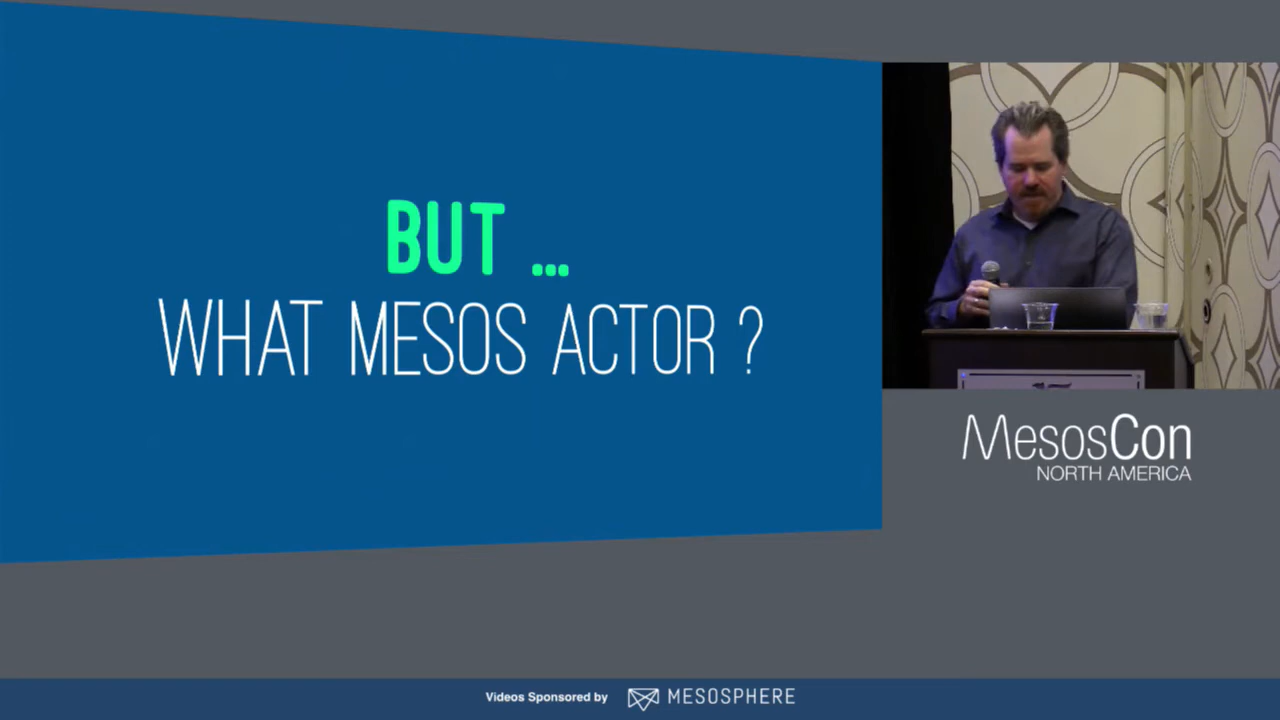 BUT ...
WHAT MESOS ACTOR ?
MesosCon
NORTH AMERICA
Videos Sponsored by MESOSPHERE